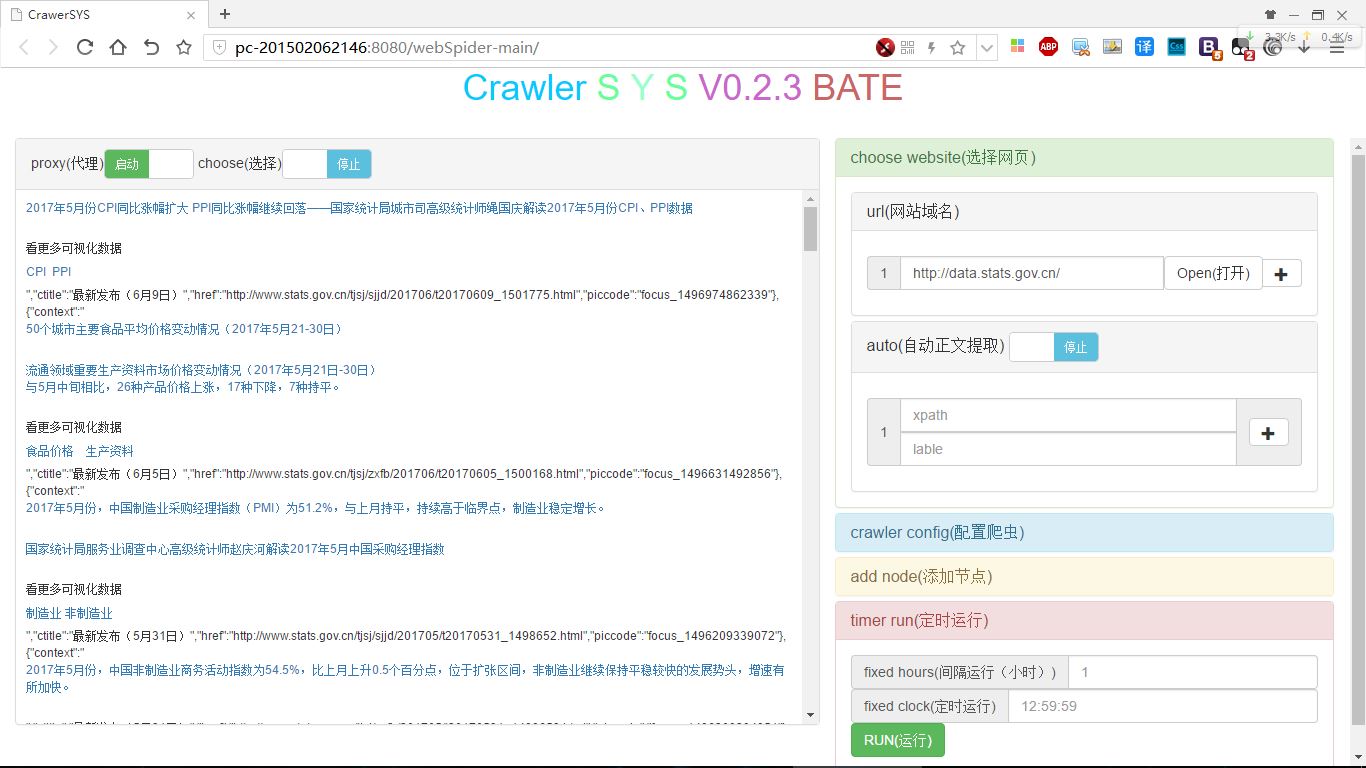 CrawerSYS
pc-201502062146:8080/webSpider-main/
ABP
译
Css
B 6
2
3.3K/s 0.4K/s
Crawler S Y S V0.2.3 BATE
proxy(代理) 启动 choose(选择) 停止
2017年5月份CPI同比涨幅扩大 PPI同比涨幅继续回落——国家统计局城市司高级统计师绳国庆解读2017年5月份CPI、PPI数据
看更多可视化数据
CPI PPI
","ctitle":"最新发布（6月9日）","href":"http://www.stats.gov.cn/tjsj/sjjd/201706/t20170609_1501775.html","piccode":"focus_1496974862339"},
{"context":"
50个城市主要食品平均价格变动情况（2017年5月21-30日）
流通领域重要生产资料市场价格变动情况（2017年5月21日-30日）
与5月中旬相比，26种产品价格上涨，17种下降，7种持平。
看更多可视化数据
食品价格 生产资料
","ctitle":"最新发布（6月5日）","href":"http://www.stats.gov.cn/tjsj/zxfb/201706/t20170605_1500168.html","piccode":"focus_1496631492856"},
{"context":"
2017年5月份，中国制造业采购经理指数（PMI）为51.2%，与上月持平，持续高于临界点，制造业稳定增长。
国家统计局服务业调查中心高级统计师赵庆河解读2017年5月中国采购经理指数
看更多可视化数据
制造业 非制造业
","ctitle":"最新发布（5月31日）","href":"http://www.stats.gov.cn/tjsj/sjjd/201705/t20170531_1498652.html","piccode":"focus_1496209339072"},
{"context":"
2017年5月份，中国非制造业商务活动指数为54.5%，比上月上升0.5个百分点，位于扩张区间，非制造业继续保持平稳较快的发展势头，增速有
所加快。
choose website(选择网页)
url(网站域名)
1 http://data.stats.gov.cn/ Open(打开)
auto(自动正文提取) 停止
1
xpath
lable
crawler config(配置爬虫)
add node(添加节点)
timer run(定时运行)
fixed hours(间隔运行（小时）) 1
fixed clock(定时运行) 12:59:59
RUN(运行)